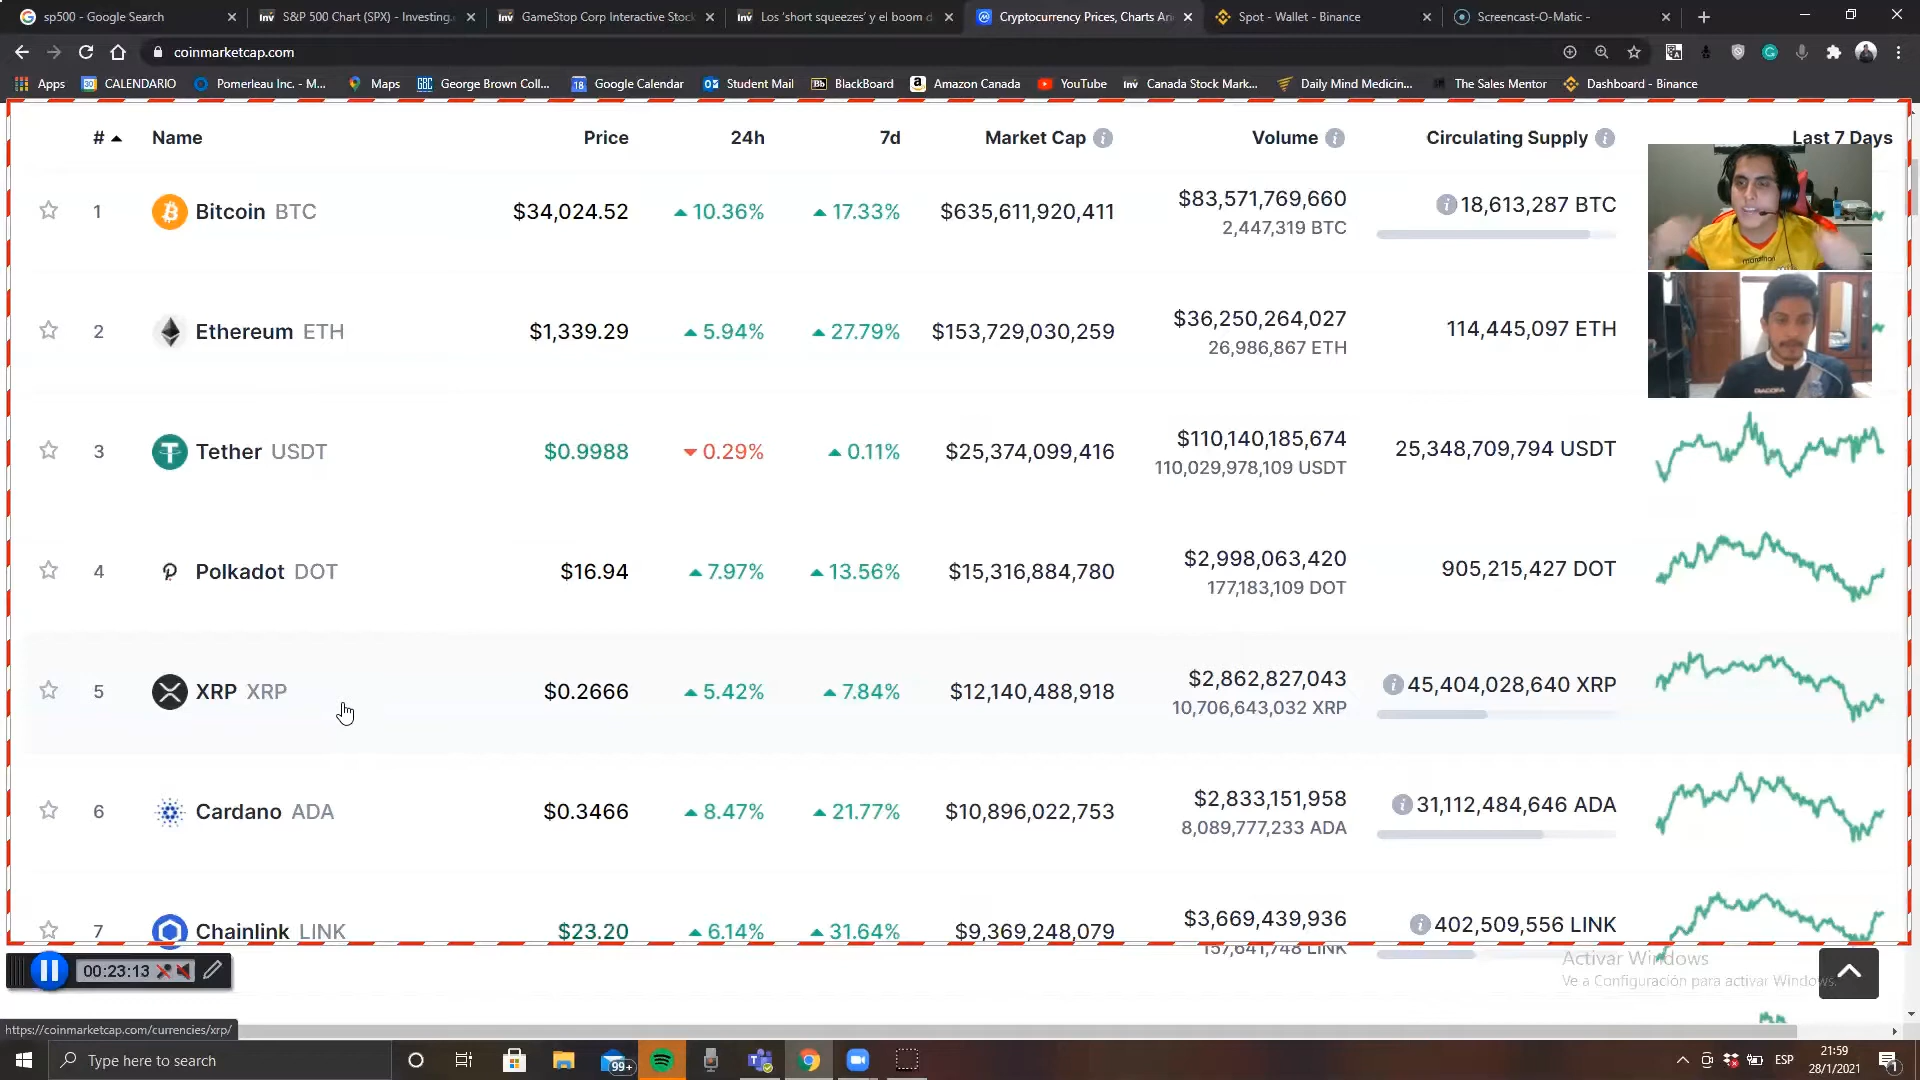 sp500 - Google Search
S&P 500 Chart (SPX) - Investing.
GameStop Corp Interactive Stock
Los 'short squeezes' y el boom d
Cryptocurrency Prices, Charts An
Spot - Wallet - Binance
Screencast-O-Matic -
coinmarketcap.com
Apps
CALENDARIO
Pomerleau Inc. - M...
Maps
GBC George Brown Coll...
18 Google Calendar
Student Mail
Bb BlackBoard
Amazon Canada
YouTube
Inv Canada Stock Mark...
Daily Mind Medicin...
The Sales Mentor
Dashboard - Binance
# Name Price 24h 7d Market Cap Volume Circulating Supply Last 7 Days
1 Bitcoin BTC $34,024.52 10.36% 17.33% $635,611,920,411 $83,571,769,660 18,613,287 BTC
2,447,319 BTC
2 Ethereum ETH $1,339.29 5.94% 27.79% $153,729,030,259 $36,250,264,027 114,445,097 ETH
26,986,867 ETH
3 Tether USDT $0.9988 0.29% 0.11% $25,374,099,416 $110,140,185,674 25,348,709,794 USDT
110,029,978,109 USDT
4 Polkadot DOT $16.94 7.97% 13.56% $15,316,884,780 $2,998,063,420 905,215,427 DOT
177,183,109 DOT
5 XRP XRP $0.2666 5.42% 7.84% $12,140,488,918 $2,862,827,043 45,404,028,640 XRP
10,706,643,032 XRP
6 Cardano ADA $0.3466 8.47% 21.77% $10,896,022,753 $2,833,151,958 31,112,484,646 ADA
8,089,777,233 ADA
7 Chainlink LINK $23.20 6.14% 31.64% $9,369,248,079 $3,669,439,936 402,509,556 LINK
157,641,748 LINK
marathon
DIADORA
00:23:13
Activar Windows
Ve a Configuración para activar Windows.
https://coinmarketcap.com/currencies/xrp/
Type here to search
99+
ESP
21:59
28/1/2021